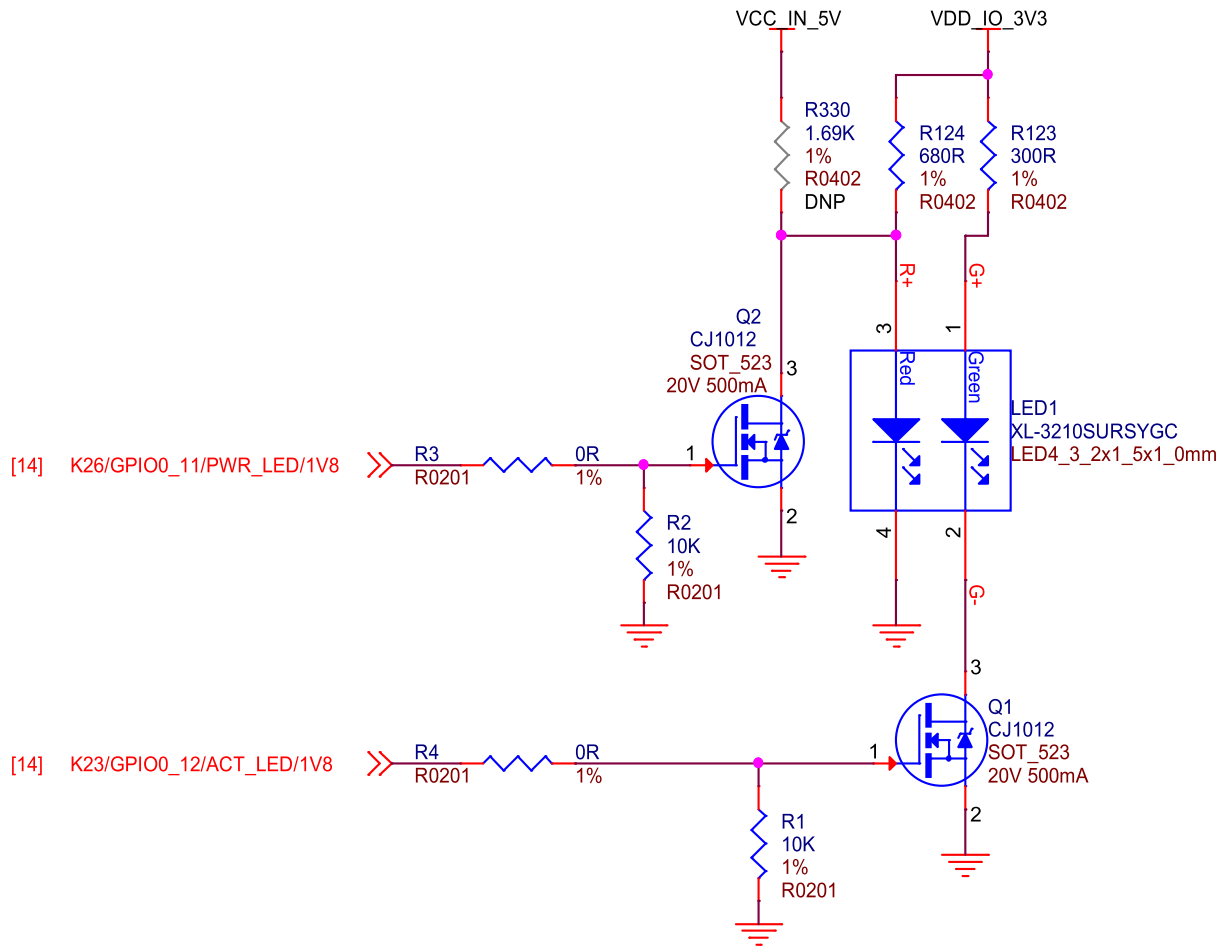 VCC_IN_5V
VDD_IO_3V3
R330
1.69K
1%
R0402
DNP
R124
680R
1%
R0402
R123
300R
1%
R0402
R+
G+
3
1
Q2
CJ1012
SOT_523
20V 500mA
3
1
2
Red
Green
LED1
XL-3210SURSYGC
LED4_3_2x1_5x1_0mm
[14] K26/GPIO0_11/PWR_LED/1V8
R3
R0201
0R
1%
R2
10K
1%
R0201
4
2
G-
3
Q1
CJ1012
SOT_523
20V 500mA
1
2
[14] K23/GPIO0_12/ACT_LED/1V8
R4
R0201
0R
1%
R1
10K
1%
R0201